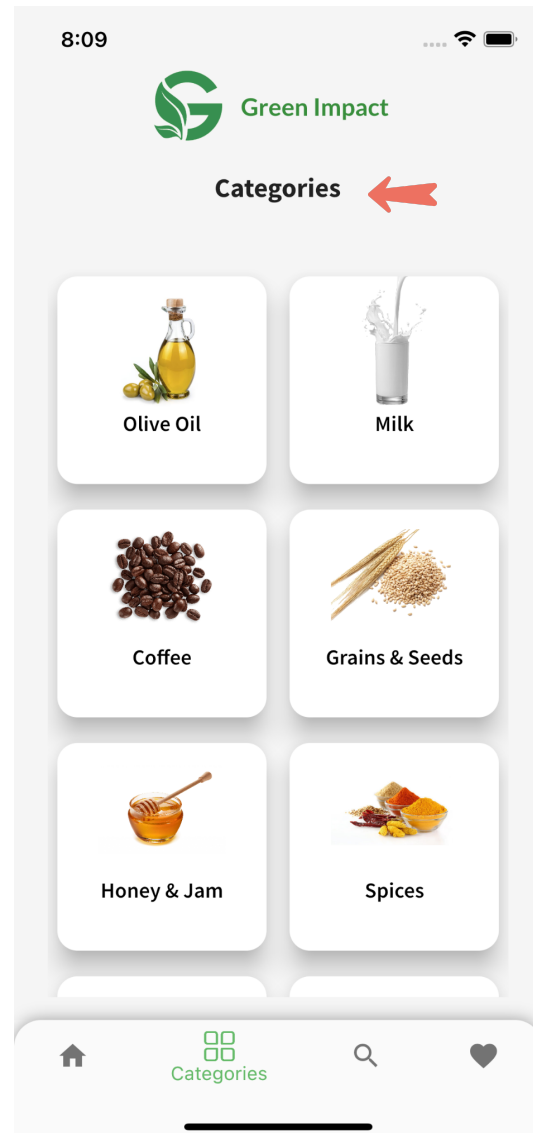 8:09
Green Impact
Categories
Olive Oil
Milk
Coffee
Grains & Seeds
Honey & Jam
Spices
Categories